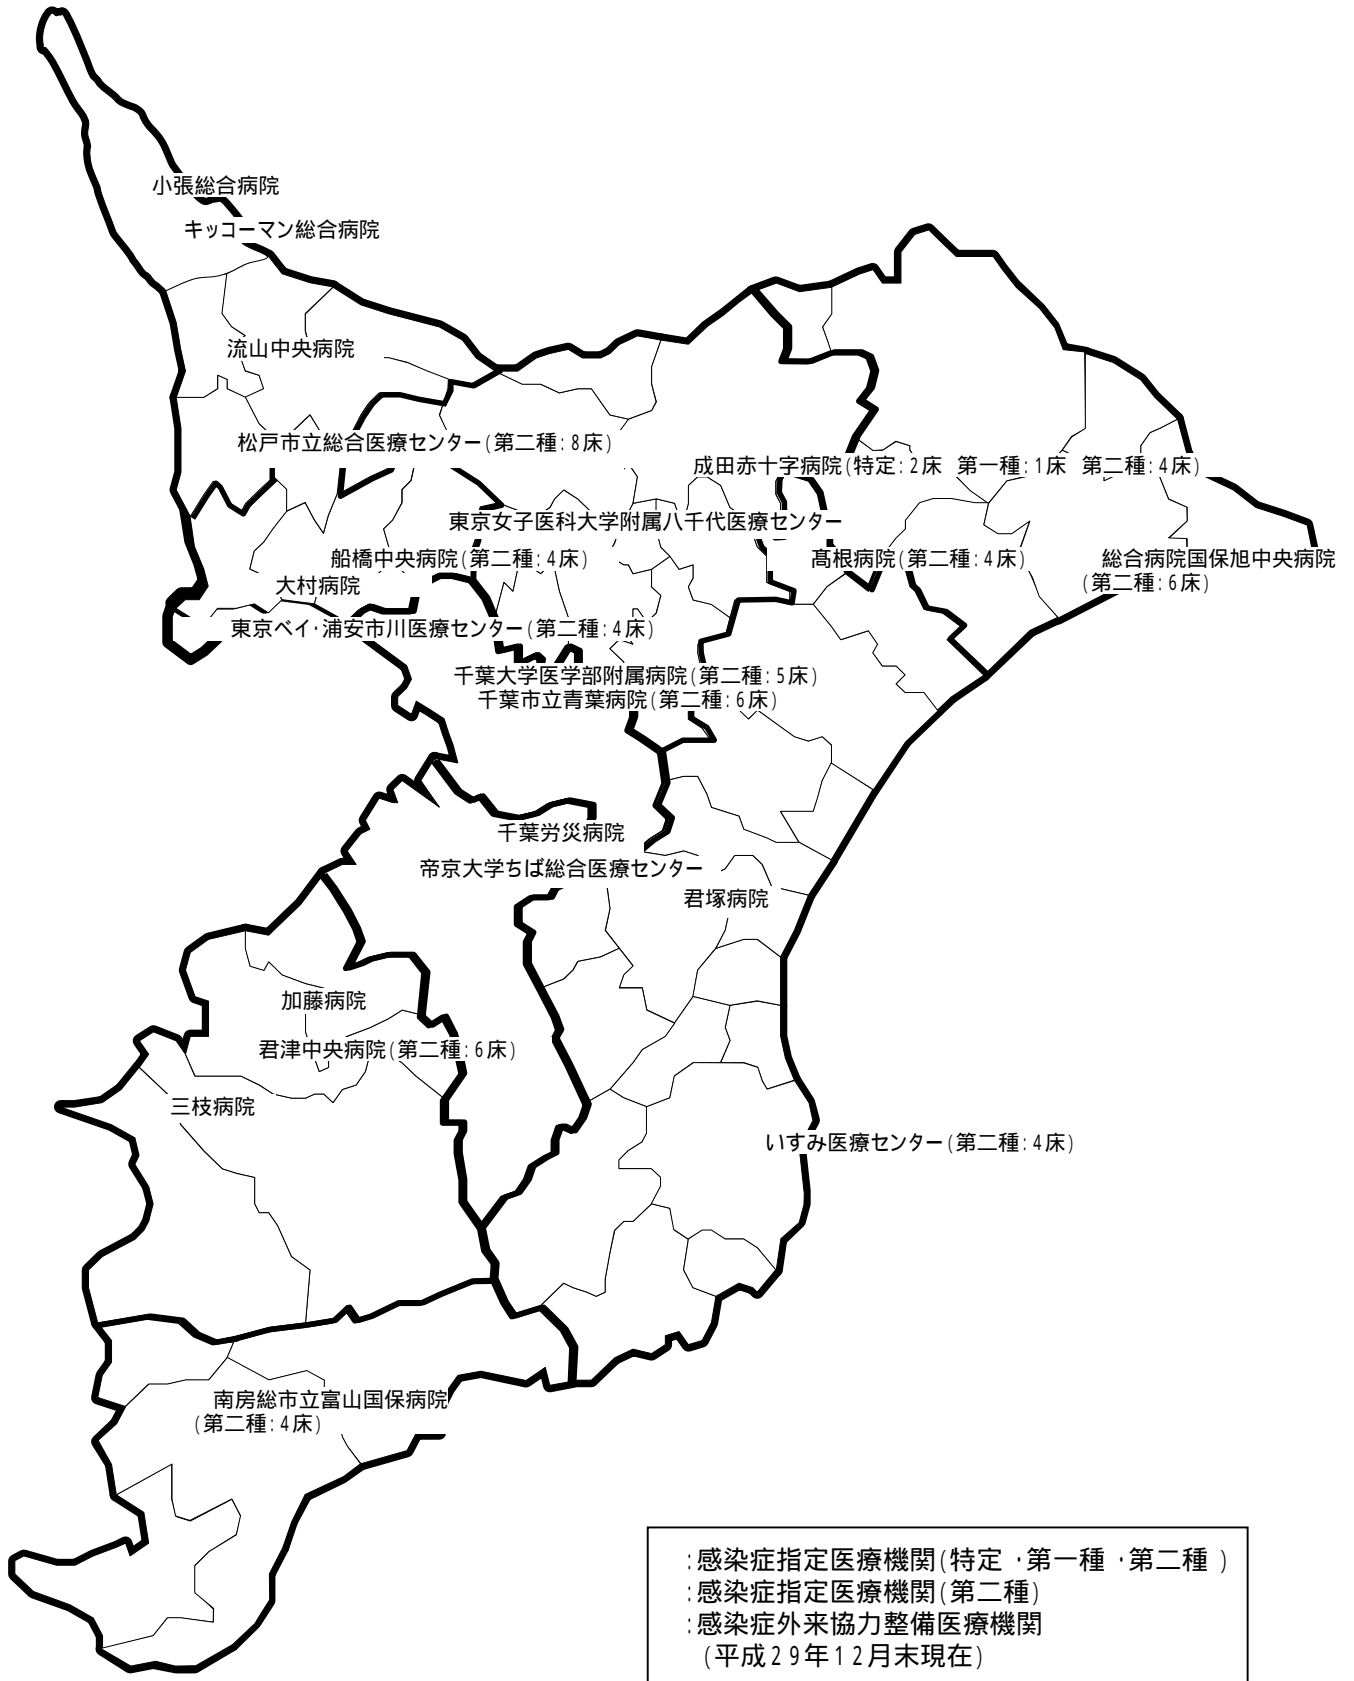 小張総合病院
キッコーマン総合病院
流山中央病院
松戸市立総合医療センター(第二種:8床)
成田赤十字病院(特定:2床 第一種:1床 第二種:4床)
東京女子医科大学附属八千代医療センター
船橋中央病院(第二種:4床)
髙根病院(第二種:4床)
総合病院国保旭中央病院
(第二種:6床)
大村病院
東京ベイ・浦安市川医療センター(第二種:4床)
千葉大学医学部附属病院(第二種:5床)
千葉市立青葉病院(第二種:6床)
千葉労災病院
帝京大学ちば総合医療センター
君塚病院
加藤病院
君津中央病院(第二種:6床)
三枝病院
いすみ医療センター(第二種:4床)
南房総市立富山国保病院
(第二種:4床)
:感染症指定医療機関(特定・第一種・第二種)
:感染症指定医療機関(第二種)
:感染症外来協力整備医療機関
(平成29年12月末現在)